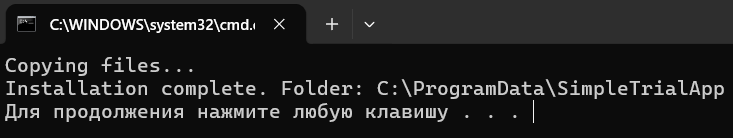 C:\WINDOWS\system32\cmd.e
Copying files...
Installation complete. Folder: C:\ProgramData\SimpleTrialApp
Для продолжения нажмите любую клавишу . . .